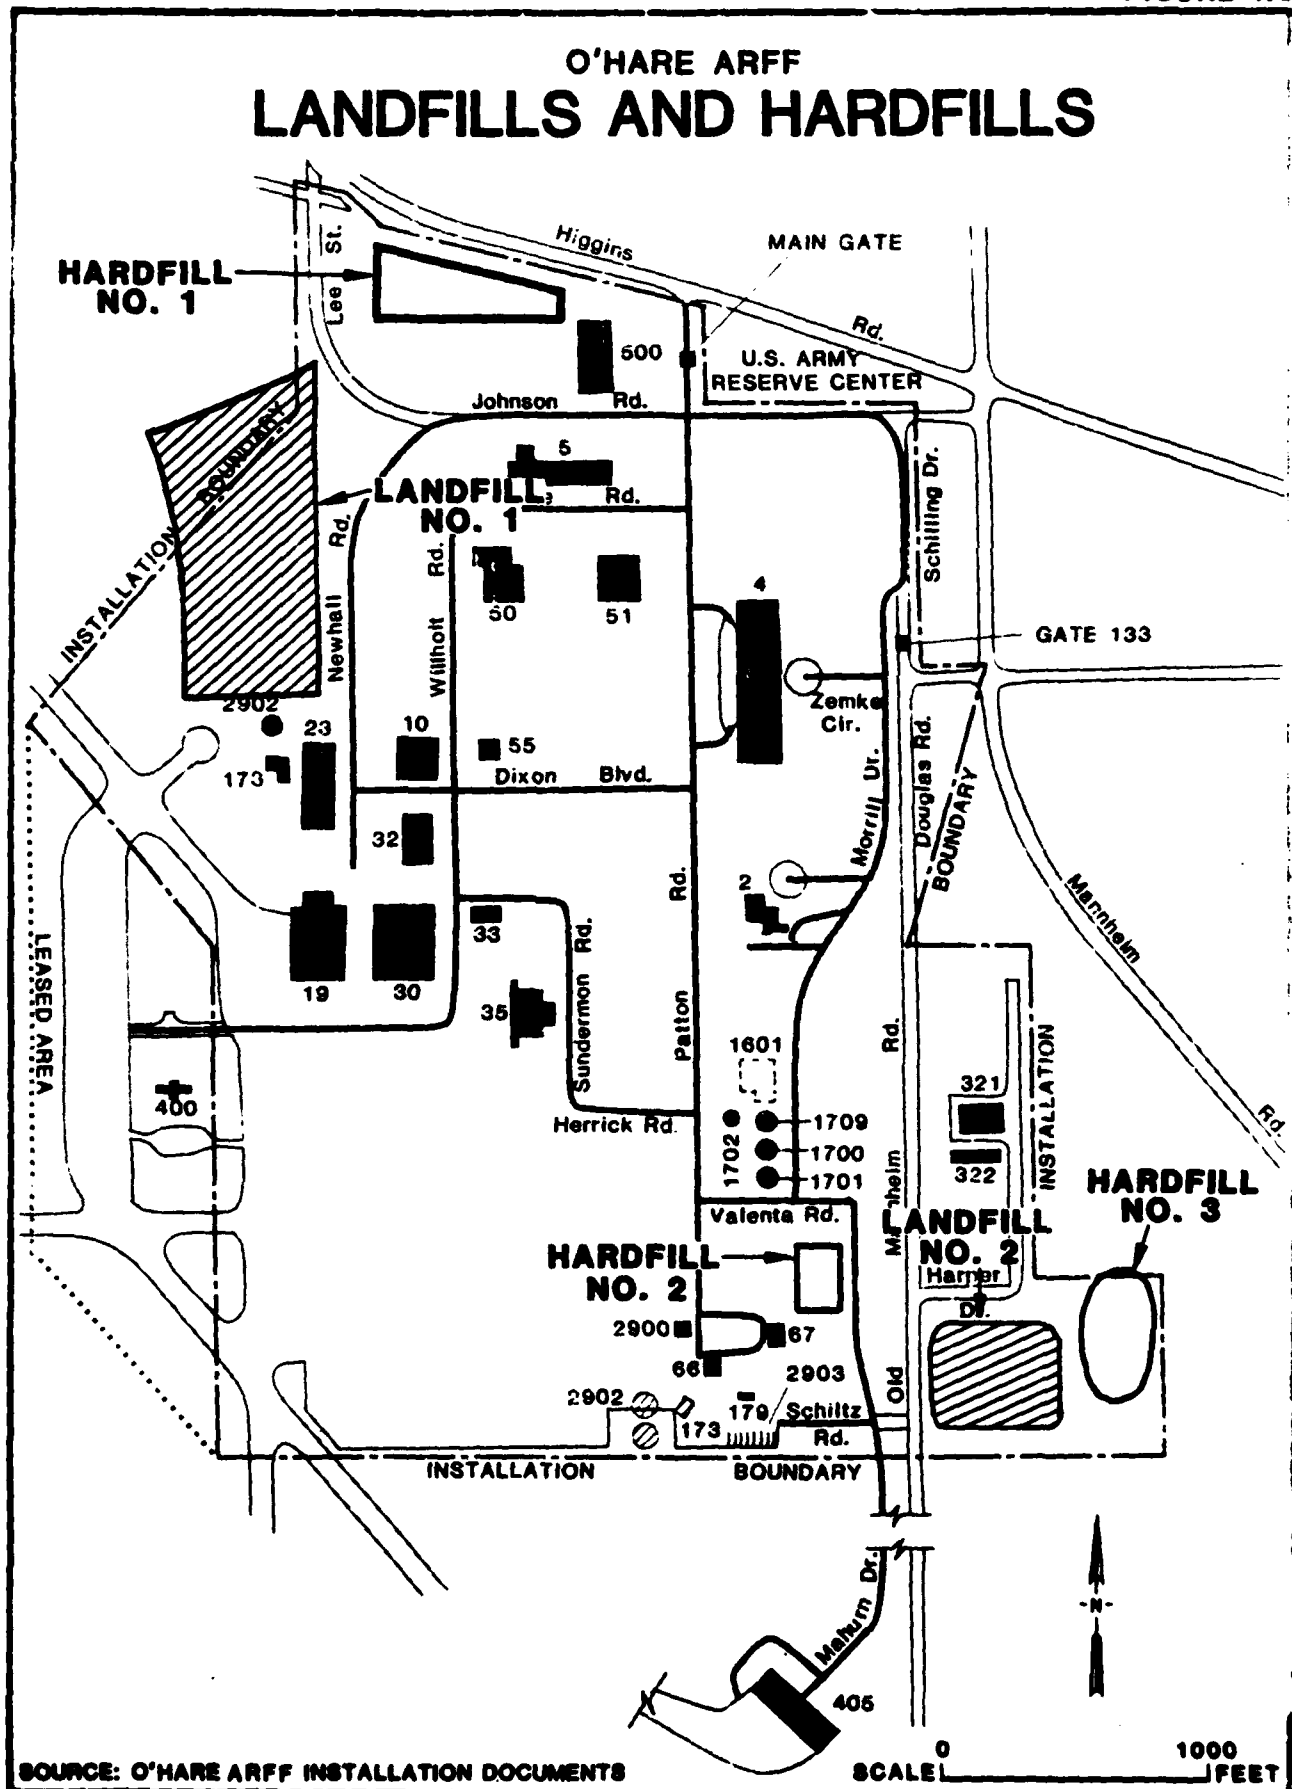 O'HARE ARFF
LANDFILLS AND HARDFILLS
Higgins
Rd.
MAIN GATE
Lee St.
HARDFILL
NO. 1
500
U.S. ARMY
RESERVE CENTER
Johnson Rd.
5
Rd.
LANDFILL
NO. 1
INSTALLATION BOUNDARY
Newhall Rd.
Willholt Rd.
50
51
4
Schilling Dr.
GATE 133
Zemke
Cir.
2902
23
10
55
173
Dixon Blvd.
32
Morrill Dr.
Douglas Rd.
BOUNDARY
2
33
19
30
35
Sundermon Rd.
Patton Rd.
Mannheim
Rd.
LEASED AREA
400
1601
Rd.
321
INSTALLATION
Herrick Rd.
1702
1709
1700
1701
322
HARDFILL
NO. 3
Valenta Rd.
LANDFILL
NO. 2
HARDFILL
NO. 2
Harper
Dr.
2900
67
66
2903
2902
173
179
Schiltz
Rd.
Old
INSTALLATION BOUNDARY
Mahurn Dr.
-N-
405
SOURCE: O'HARE ARFF INSTALLATION DOCUMENTS
0 1000
SCALE FEET